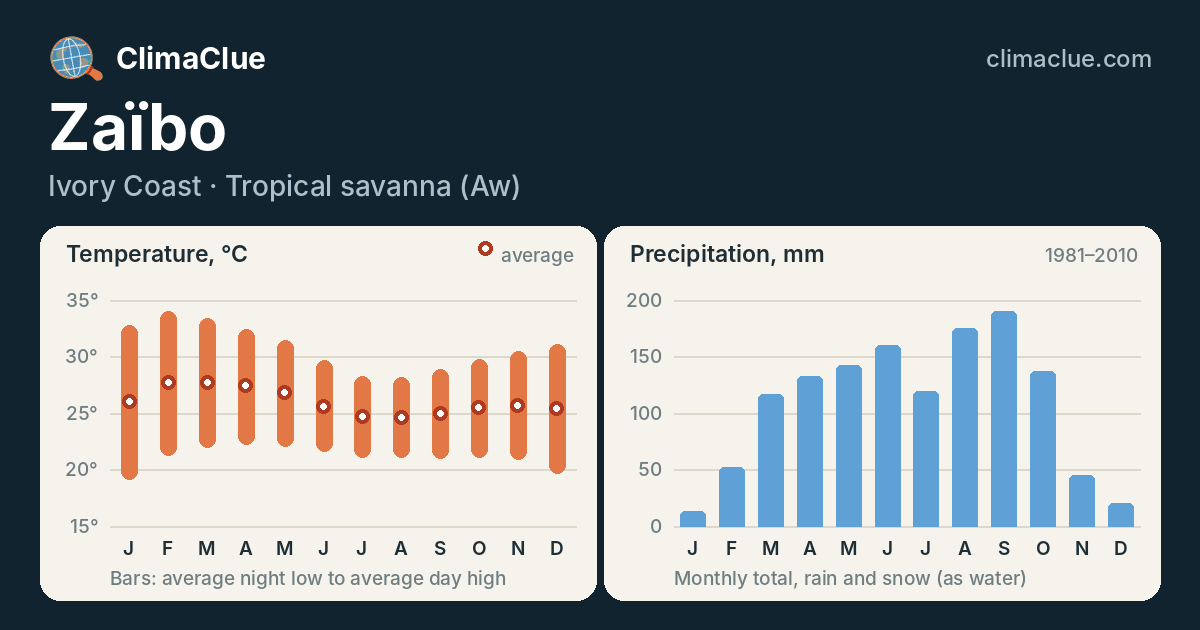 ClimaClue
climaclue.com
Zaïbo
Ivory Coast · Tropical savanna (Aw)
Temperature, °C
average
35°
30°
25°
20°
15°
J F M A M J J A S O N D
Bars: average night low to average day high
Precipitation, mm
1981–2010
200
150
100
50
0
J F M A M J J A S O N D
Monthly total, rain and snow (as water)